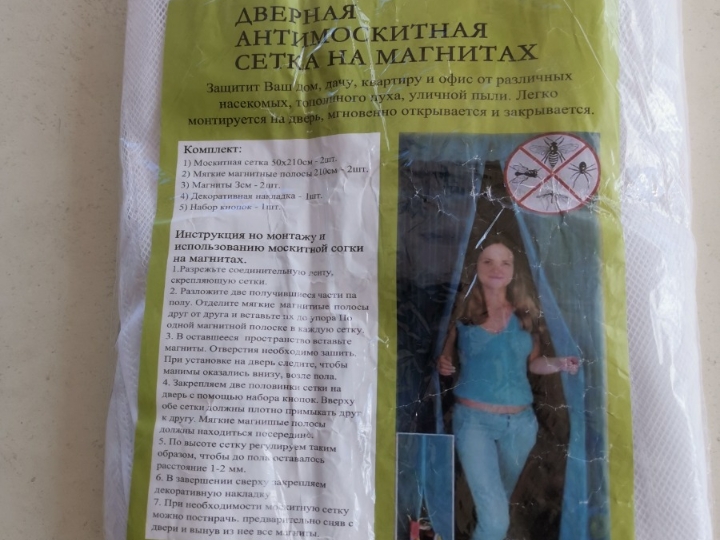 ДВЕРНАЯ
АНТИМОСКИТНАЯ
СЕТКА НА МАГНИТАХ
Защитит Ваш дом, дачу, квартиру и офис от различных
насекомых, тополиного пуха, уличной пыли. Легко
монтируется на дверь, мгновенно открывается и закрывается.
Комплект:
1) Москитная сетка 50х210см - 2шт.
2) Мягкие магнитные полосы 210см - 2шт.
3) Магниты 3см - 2шт.
4) Декоративная накладка - 1шт.
5) Набор кнопок - 1шт.
Инструкция но монтажу и
использованию москитной согки
на магнитах.
1.Разрежьте соединительную ленту,
скрепляющую сетки.
2. Разложите две получившиеся части па
полу. Отделите мягкие магнитные полосы
друг от друга и вставьте их до упора По
одной магнитной полоске в каждую сетку
3. В оставшееся пространство вставьте
магниты. Отверстия необходимо зашить.
При установке на дверь следите, чтобы
манимы оказались внизу, возле пола.
4. Закрепляем две половинки сетки на
дверь с помощью набора кнопок. Вверху
обе сетки должны плотно примыкать друг
к другу. Мягкие магнишые полосы
должны находиться посередине.
5. По высоте сетку регулируем таким
образом, чтобы до пола оставалось
расстояние 1-2 мм.
6. В завершении сверху закрепляем
декоративную накладку
7. При необходимости москитную сетку
можно постирачь. предварительно сияв с
двери и вынув из нее все магниты.